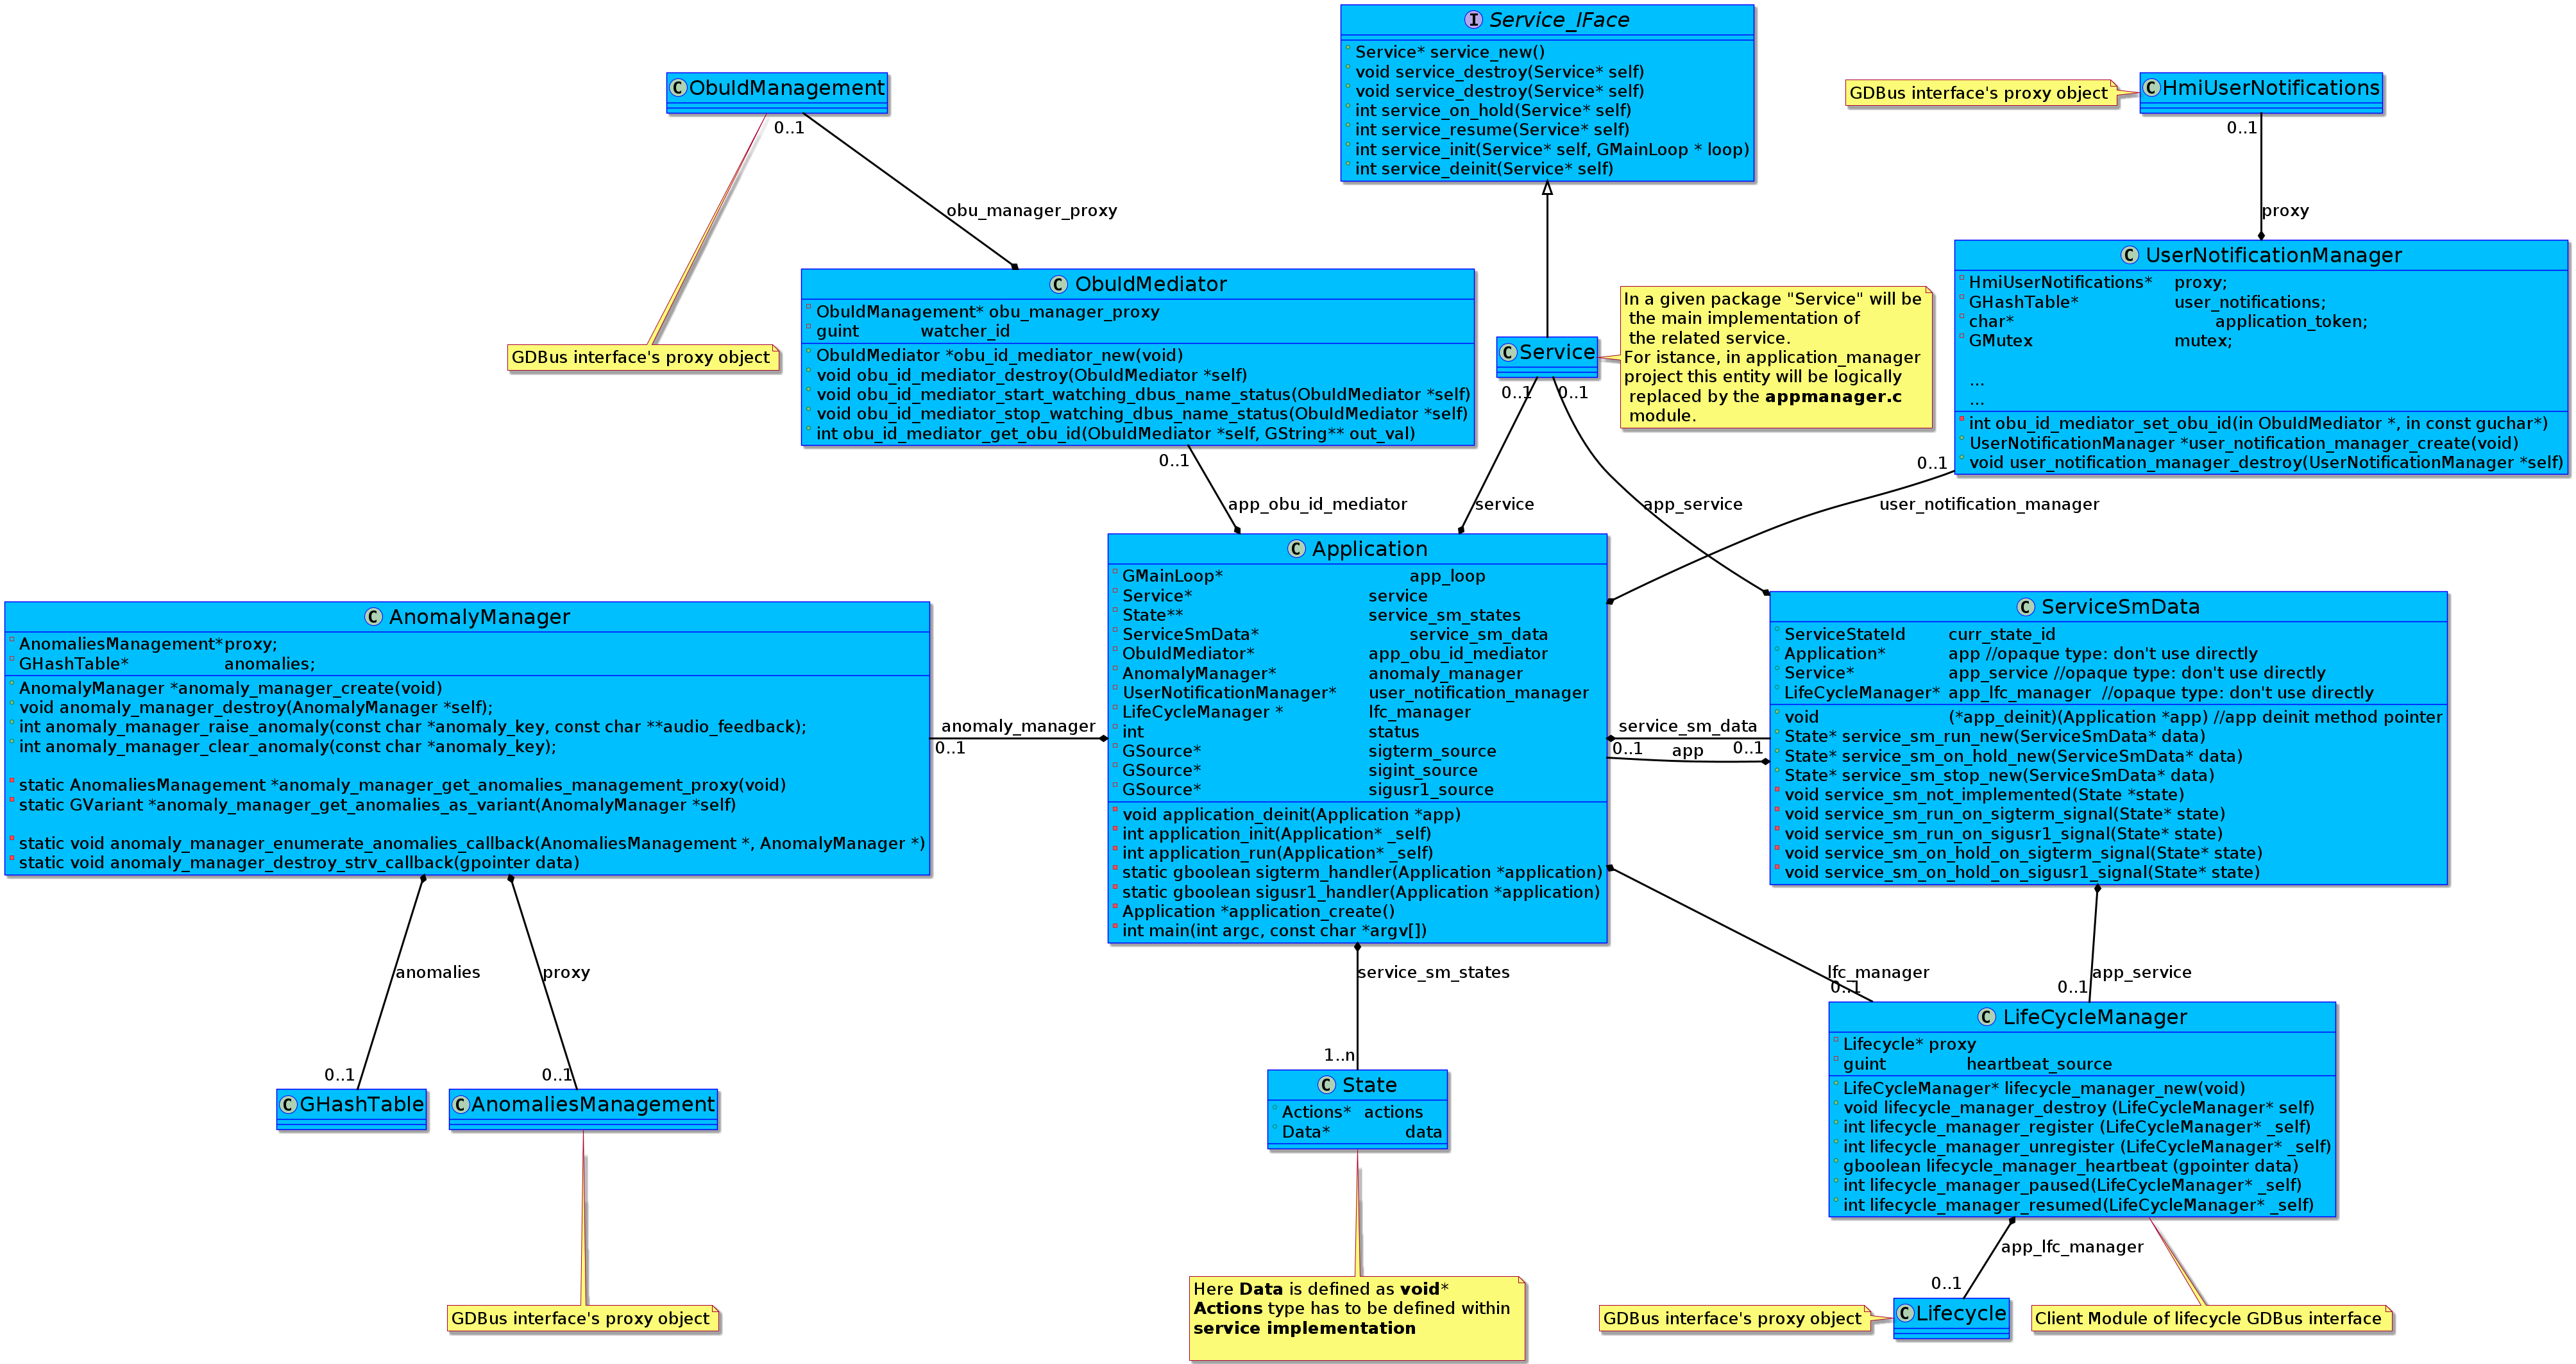 Service_IFace
Service* service_new()
void service_destroy(Service* self)
void service_destroy(Service* self)
int service_on_hold(Service* self)
int service_resume(Service* self)
int service_init(Service* self, GMainLoop * loop)
int service_deinit(Service* self)
ObuIdManagement
0..1
obu_manager_proxy
GDBus interface's proxy object
GDBus interface's proxy object
HmiUserNotifications
0..1
proxy
ObuIdMediator
ObuIdManagement* obu_manager_proxy
guint watcher_id
ObuIdMediator *obu_id_mediator_new(void)
void obu_id_mediator_destroy(ObuIdMediator *self)
void obu_id_mediator_start_watching_dbus_name_status(ObuIdMediator *self)
void obu_id_mediator_stop_watching_dbus_name_status(ObuIdMediator *self)
int obu_id_mediator_get_obu_id(ObuIdMediator *self, GString** out_val)
0..1
app_obu_id_mediator
Service
0..1
0..1
service
app_service
In a given package "Service" will be
the main implementation of
the related service.
For istance, in application_manager
project this entity will be logically
replaced by the appmanager.c
module.
UserNotificationManager
HmiUserNotifications* proxy;
GHashTable* user_notifications;
char* application_token;
GMutex mutex;
...
...
int obu_id_mediator_set_obu_id(in ObuIdMediator *, in const guchar*)
UserNotificationManager *user_notification_manager_create(void)
void user_notification_manager_destroy(UserNotificationManager *self)
0..1
user_notification_manager
AnomalyManager
AnomaliesManagement* proxy;
GHashTable* anomalies;
AnomalyManager *anomaly_manager_create(void)
void anomaly_manager_destroy(AnomalyManager *self);
int anomaly_manager_raise_anomaly(const char *anomaly_key, const char **audio_feedback);
int anomaly_manager_clear_anomaly(const char *anomaly_key);
static AnomaliesManagement *anomaly_manager_get_anomalies_management_proxy(void)
static GVariant *anomaly_manager_get_anomalies_as_variant(AnomalyManager *self)
static void anomaly_manager_enumerate_anomalies_callback(AnomaliesManagement *, AnomalyManager *)
static void anomaly_manager_destroy_strv_callback(gpointer data)
anomaly_manager
0..1
Application
GMainLoop* app_loop
Service* service
State** service_sm_states
ServiceSmData* service_sm_data
ObuIdMediator* app_obu_id_mediator
AnomalyManager* anomaly_manager
UserNotificationManager* user_notification_manager
LifeCycleManager * lfc_manager
int status
GSource* sigterm_source
GSource* sigint_source
GSource* sigusr1_source
void application_deinit(Application *app)
int application_init(Application* _self)
int application_run(Application* _self)
static gboolean sigterm_handler(Application *application)
static gboolean sigusr1_handler(Application *application)
Application *application_create()
int main(int argc, const char *argv[])
service_sm_data
0..1
app
0..1
ServiceSmData
ServiceStateId curr_state_id
Application* app //opaque type: don't use directly
Service* app_service //opaque type: don't use directly
LifeCycleManager* app_lfc_manager //opaque type: don't use directly
void (*app_deinit)(Application *app) //app deinit method pointer
State* service_sm_run_new(ServiceSmData* data)
State* service_sm_on_hold_new(ServiceSmData* data)
State* service_sm_stop_new(ServiceSmData* data)
void service_sm_not_implemented(State *state)
void service_sm_run_on_sigterm_signal(State* state)
void service_sm_run_on_sigusr1_signal(State* state)
void service_sm_on_hold_on_sigterm_signal(State* state)
void service_sm_on_hold_on_sigusr1_signal(State* state)
anomalies
0..1
proxy
0..1
service_sm_states
1..n
lfc_manager
0..1
app_service
0..1
GHashTable
AnomaliesManagement
GDBus interface's proxy object
State
Actions* actions
Data* data
Here Data is defined as void*
Actions type has to be defined within
service implementation
LifeCycleManager
Lifecycle* proxy
guint heartbeat_source
LifeCycleManager* lifecycle_manager_new(void)
void lifecycle_manager_destroy (LifeCycleManager* self)
int lifecycle_manager_register (LifeCycleManager* _self)
int lifecycle_manager_unregister (LifeCycleManager* _self)
gboolean lifecycle_manager_heartbeat (gpointer data)
int lifecycle_manager_paused(LifeCycleManager* _self)
int lifecycle_manager_resumed(LifeCycleManager* _self)
app_lfc_manager
0..1
GDBus interface's proxy object
Lifecycle
Client Module of lifecycle GDBus interface